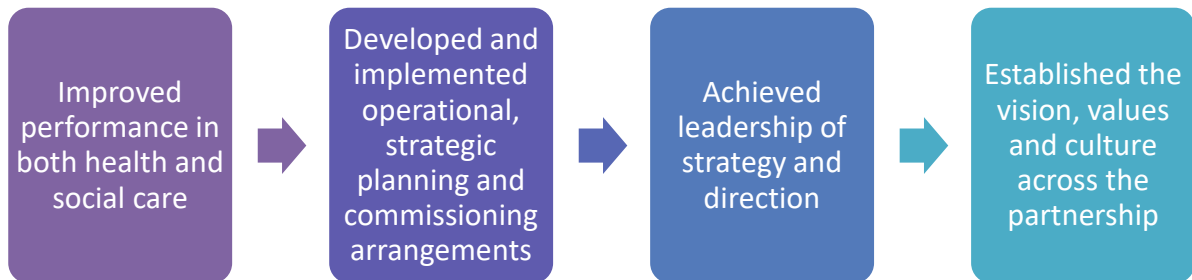 Improved
performance in
both health and
social care
Developed and
implemented
operational,
strategic
planning and
commissioning
arrangements
Achieved
leadership of
strategy and
direction
Established the
vision, values
and culture
across the
partnership